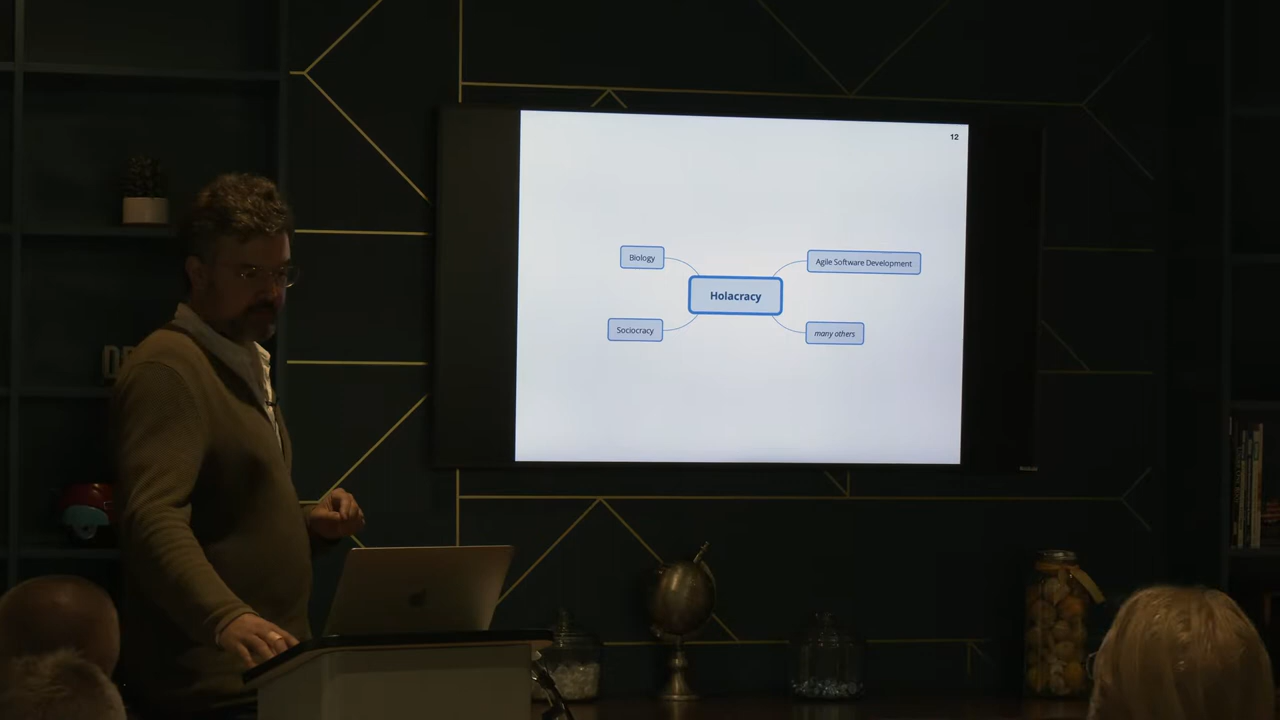 12
Biology
Agile Software Development
Holacracy
Sociocracy
many others